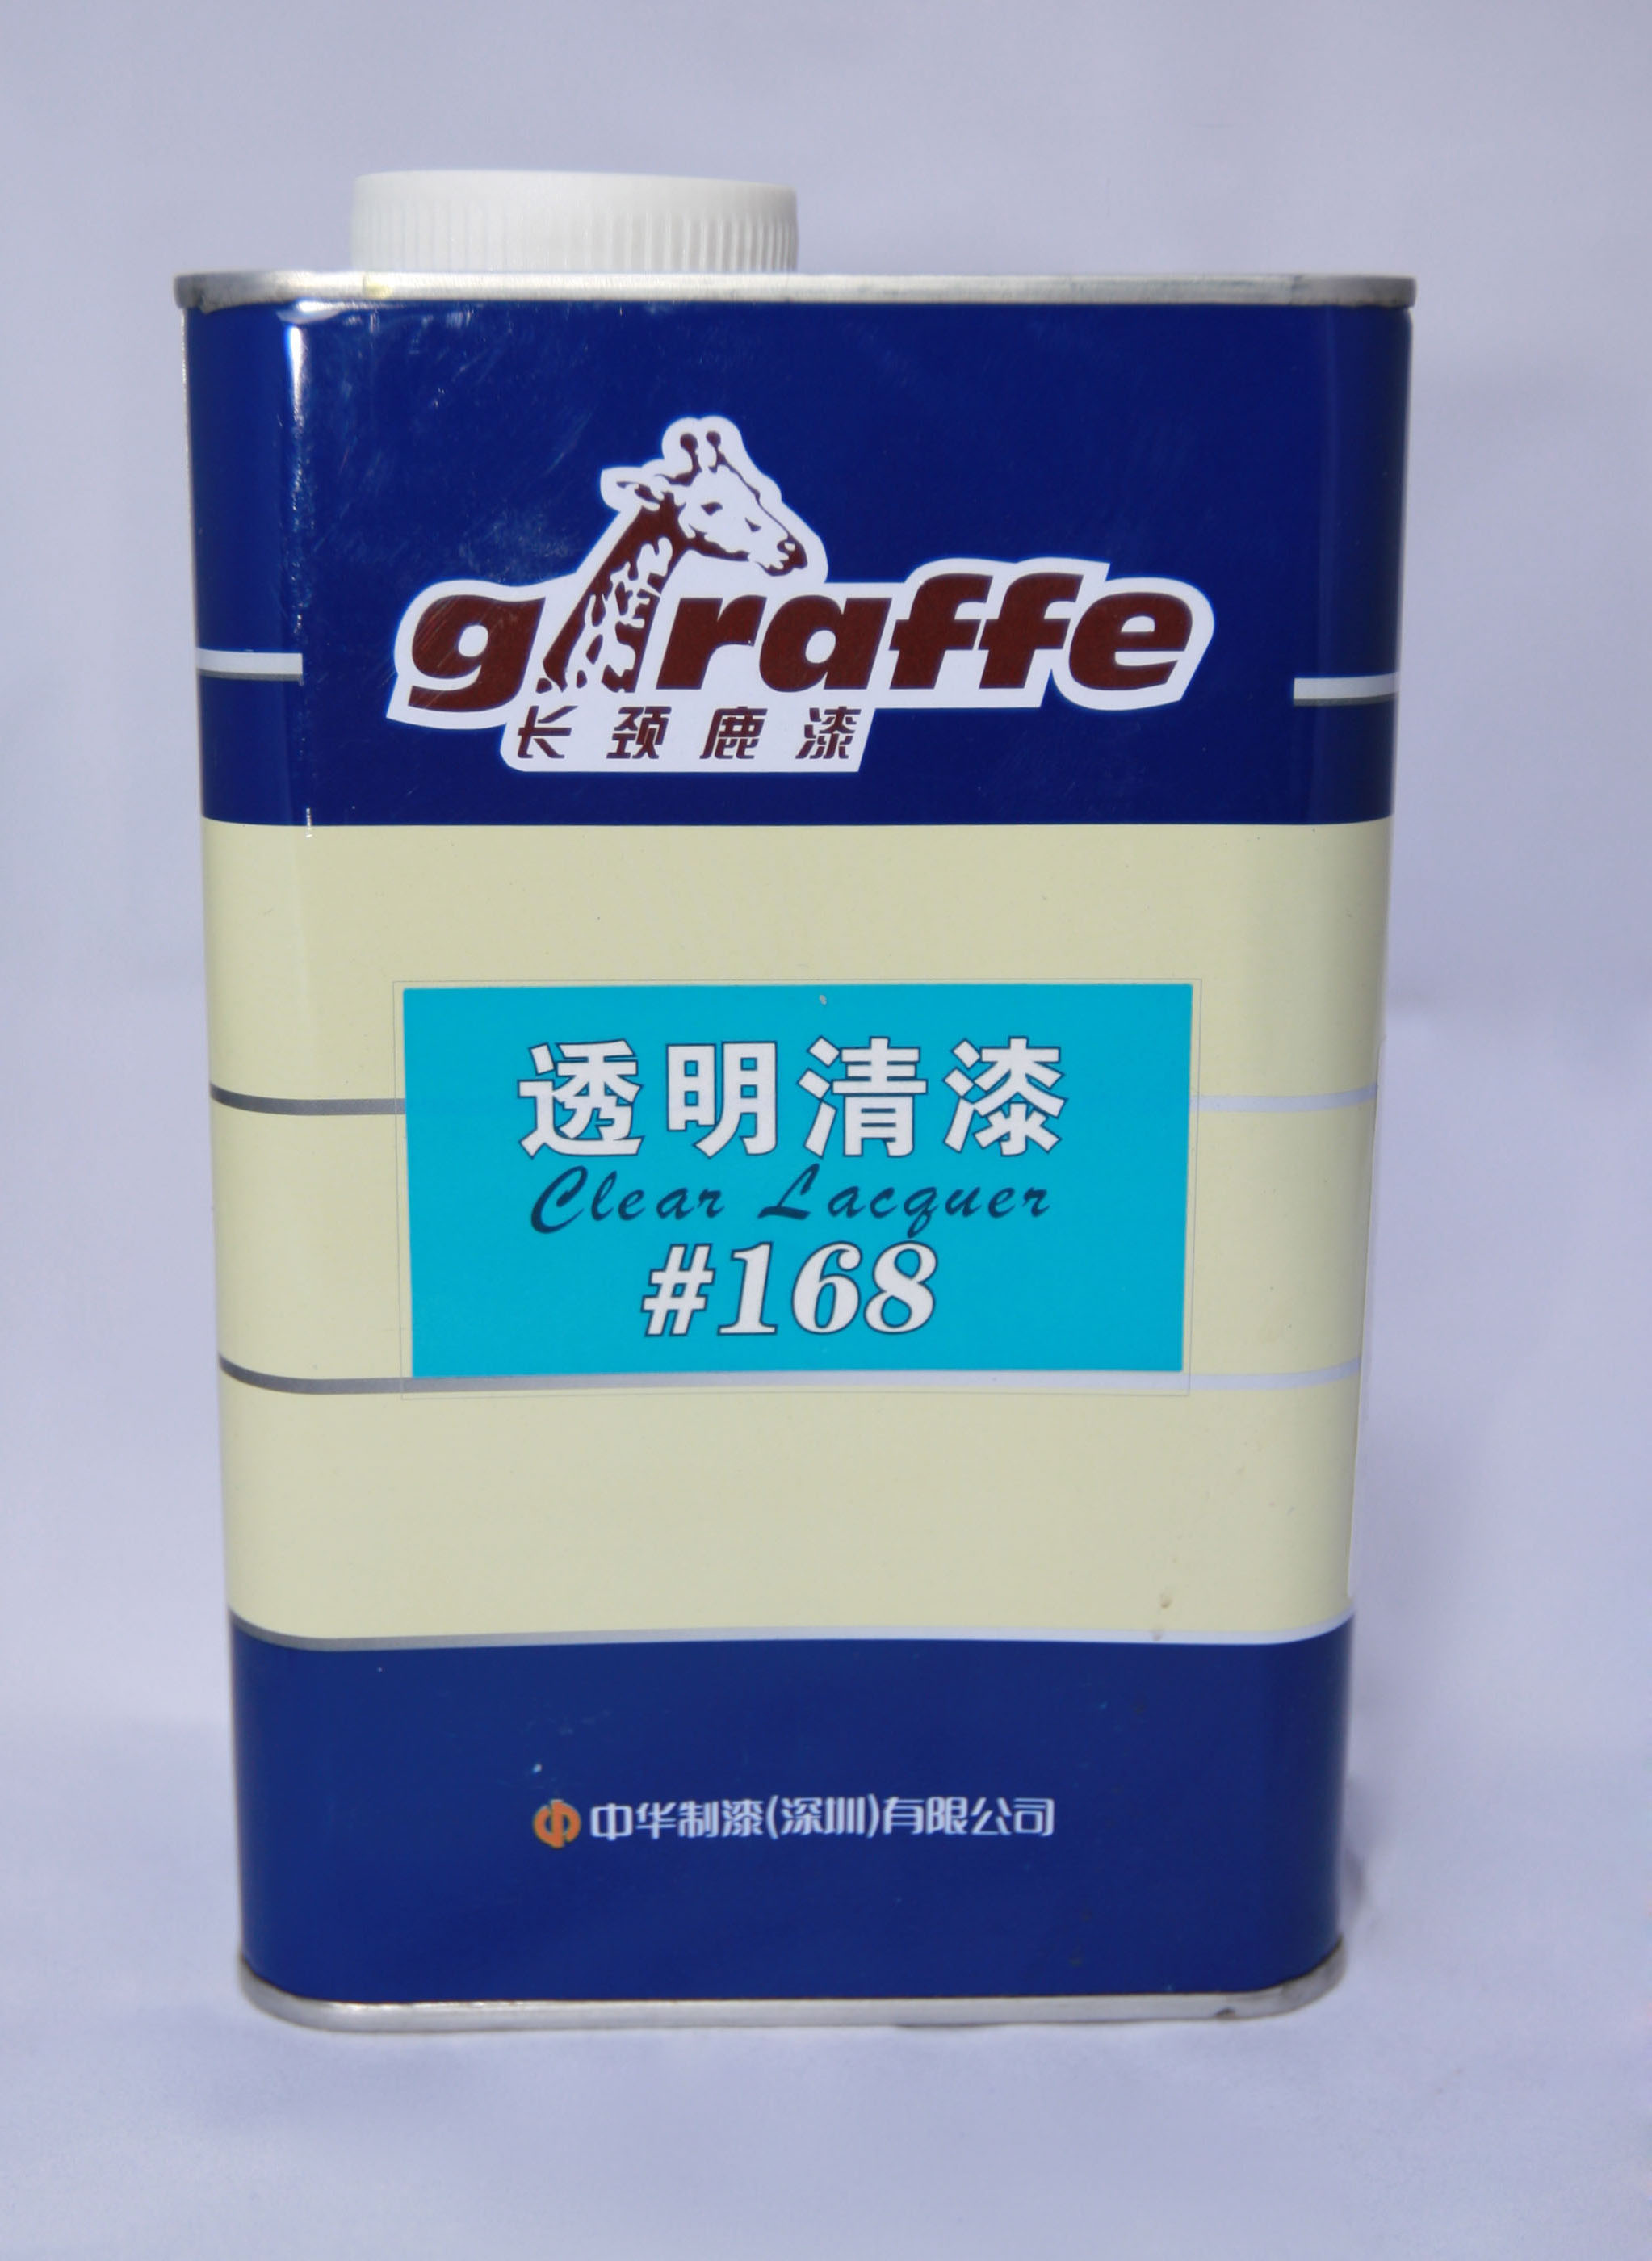 giraffe
长颈鹿漆
透明清漆
Clear Lacquer
#168
中华制漆(深圳)有限公司